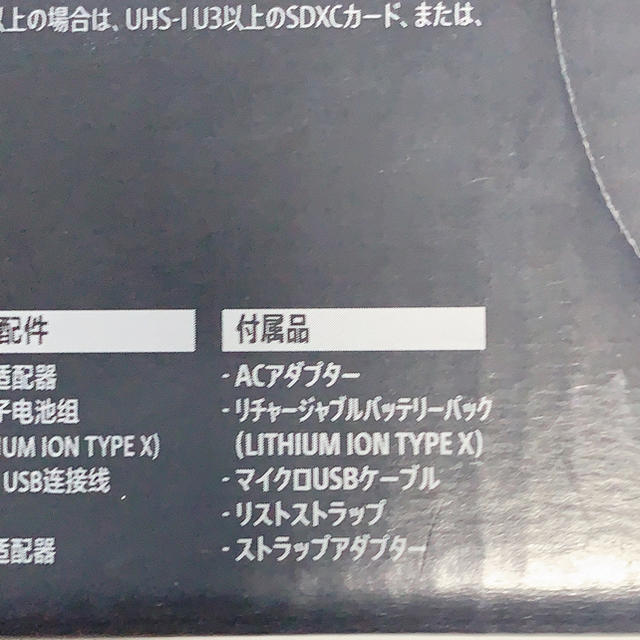 以上の場合は、UHS-I U3以上のSDXCカード、または、
配件
适配器
子电池组
IUM ION TYPE X)
USB连接线
适配器
付属品
- ACアダプター
- リチャージャブルバッテリーパック
(LITHIUM ION TYPE X)
- マイクロUSBケーブル
- リストストラップ
- ストラップアダプター